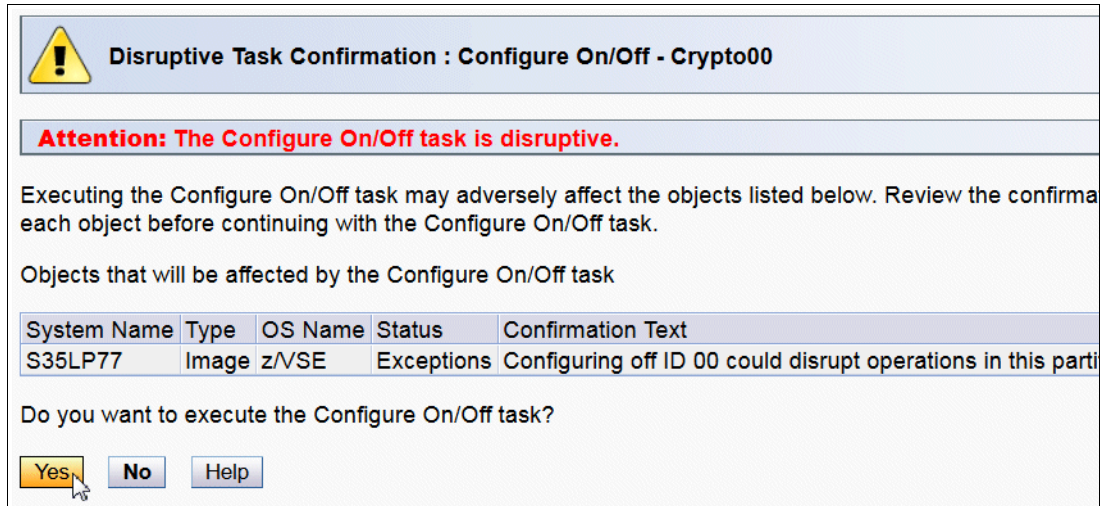 Disruptive Task Confirmation : Configure On/Off - Crypto00
Attention: The Configure On/Off task is disruptive.
Executing the Configure On/Off task may adversely affect the objects listed below. Review the confirma
each object before continuing with the Configure On/Off task.
Objects that will be affected by the Configure On/Off task
System Name Type OS Name Status Confirmation Text
S35LP77 Image z/VSE Exceptions Configuring off ID 00 could disrupt operations in this parti
Do you want to execute the Configure On/Off task?
Yes No Help